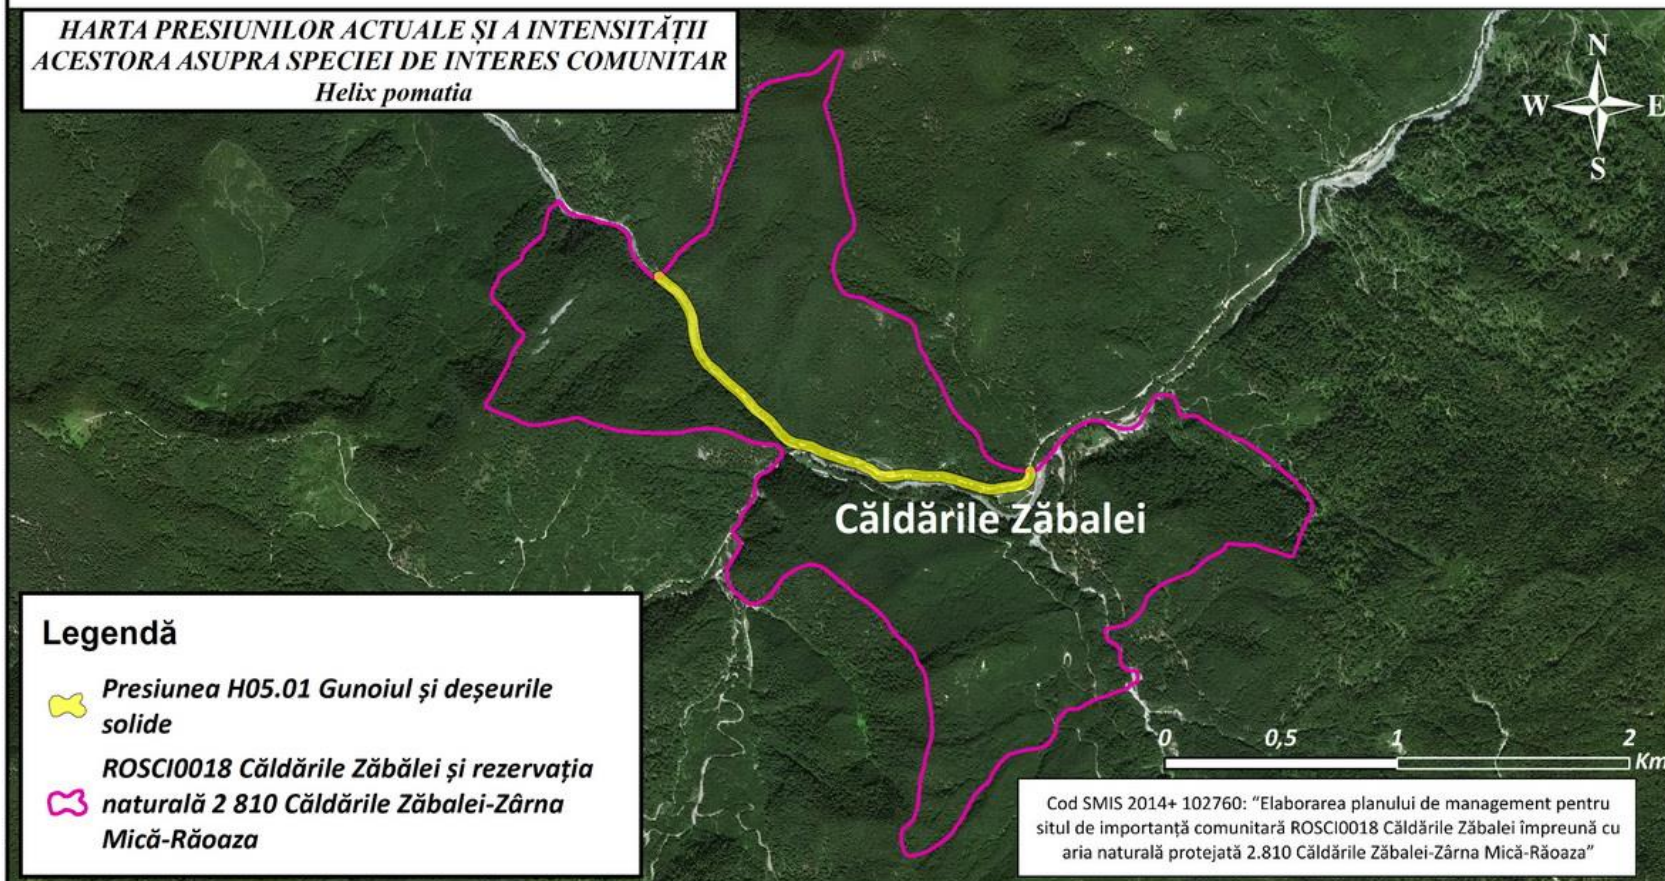 HARTA PRESIUNILOR ACTUALE ȘI A INTENSITĂȚII
ACESTORA ASUPRA SPECIEI DE INTERES COMUNITAR
Helix pomatia
N
W E
S
Căldările Zăbalei
Legendă
Presiunea H05.01 Gunoiul și deșeurile
solide
ROSCI0018 Căldările Zăbălei și rezervația
naturală 2 810 Căldările Zăbalei-Zârna
Mică-Răoaza
0 0,5 1 2
Km
Cod SMIS 2014+ 102760: “Elaborarea planului de management pentru
situl de importanță comunitară ROSCI0018 Căldările Zăbalei împreună cu
aria naturală protejată 2.810 Căldările Zăbalei-Zârna Mică-Răoaza”